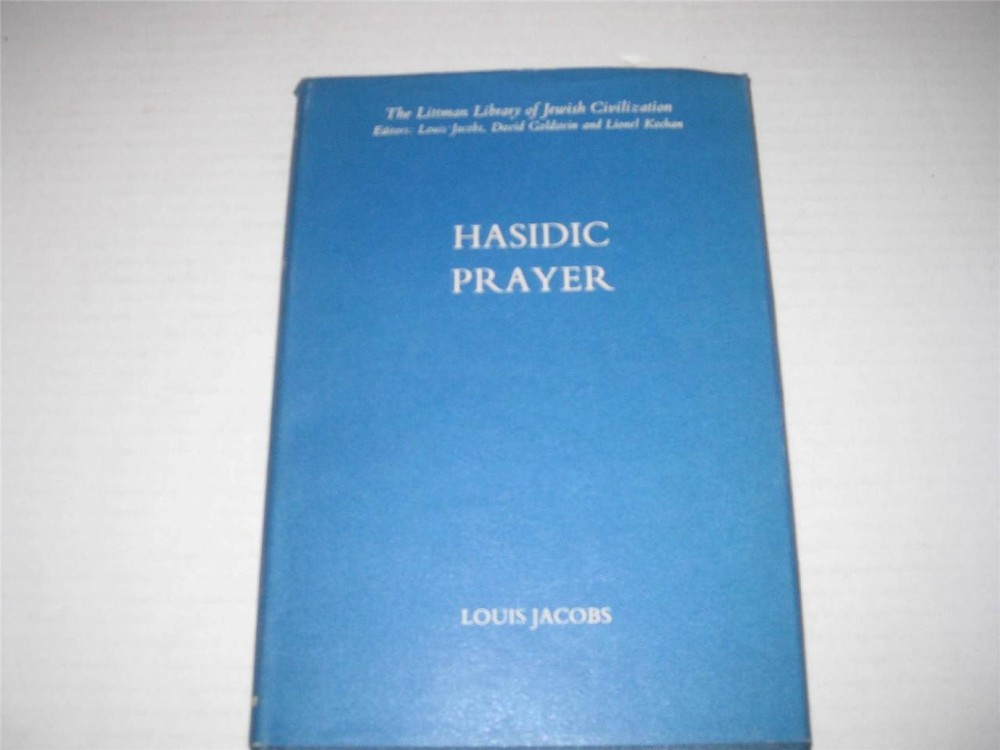 The Littman Library of Jewish Civilization
Editors: Louis Jacobs, David Goldstein and Lionel Kochan
HASIDIC
PRAYER
LOUIS JACOBS